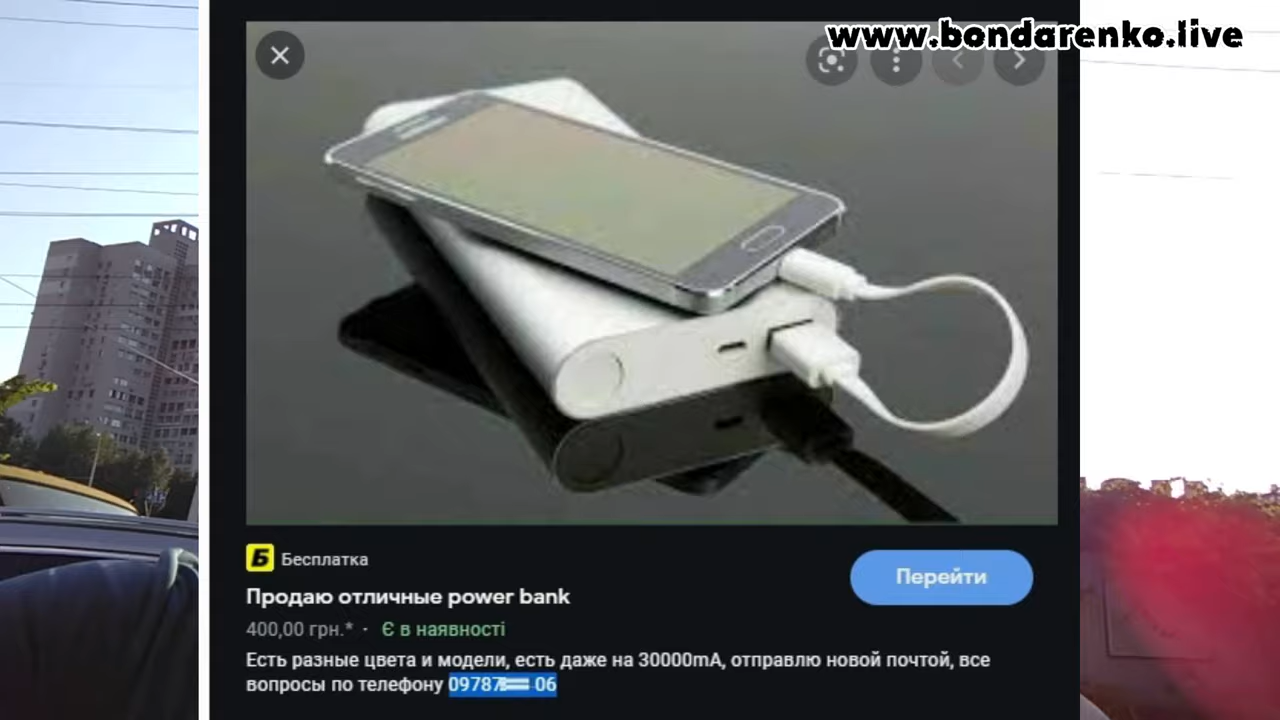 www.bondarenko.live
Б Бесплатка
Перейти
Продаю отличные power bank
400,00 грн.* · Є в наявності
Есть разные цвета и модели, есть даже на 30000mA, отправлю новой почтой, все
вопросы по телефону 09787 06